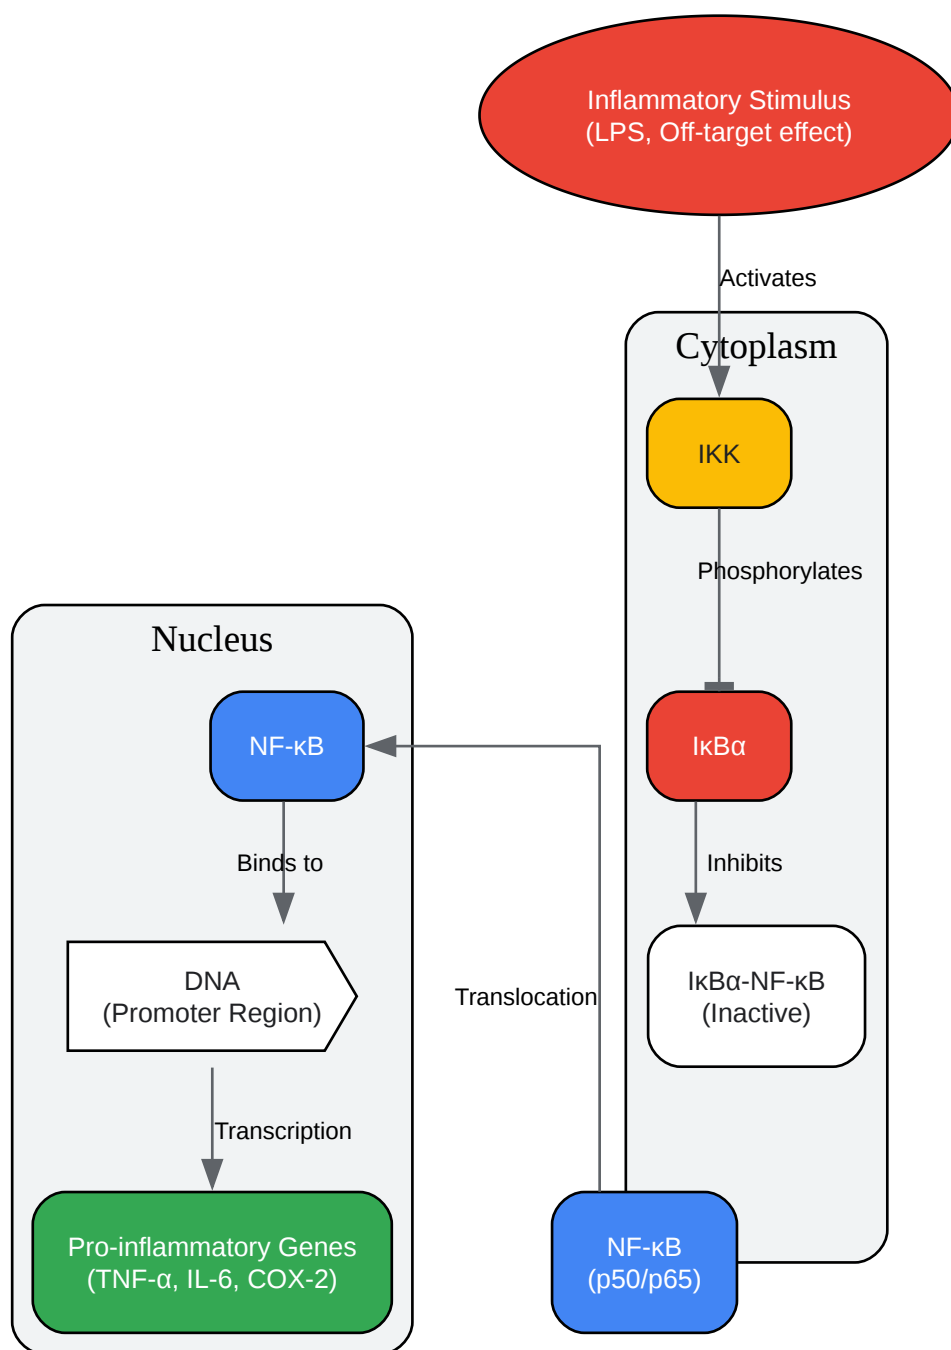 Inflammatory Stimulus
(LPS, Off-target effect)
Activates
Cytoplasm
IKK
Phosphorylates
Nucleus
NF-κB
IκBα
Binds to
Inhibits
DNA
(Promoter Region)
Translocation
IκBα-NF-κB
(Inactive)
Transcription
Pro-inflammatory Genes
(TNF-α, IL-6, COX-2)
NF-κB
(p50/p65)